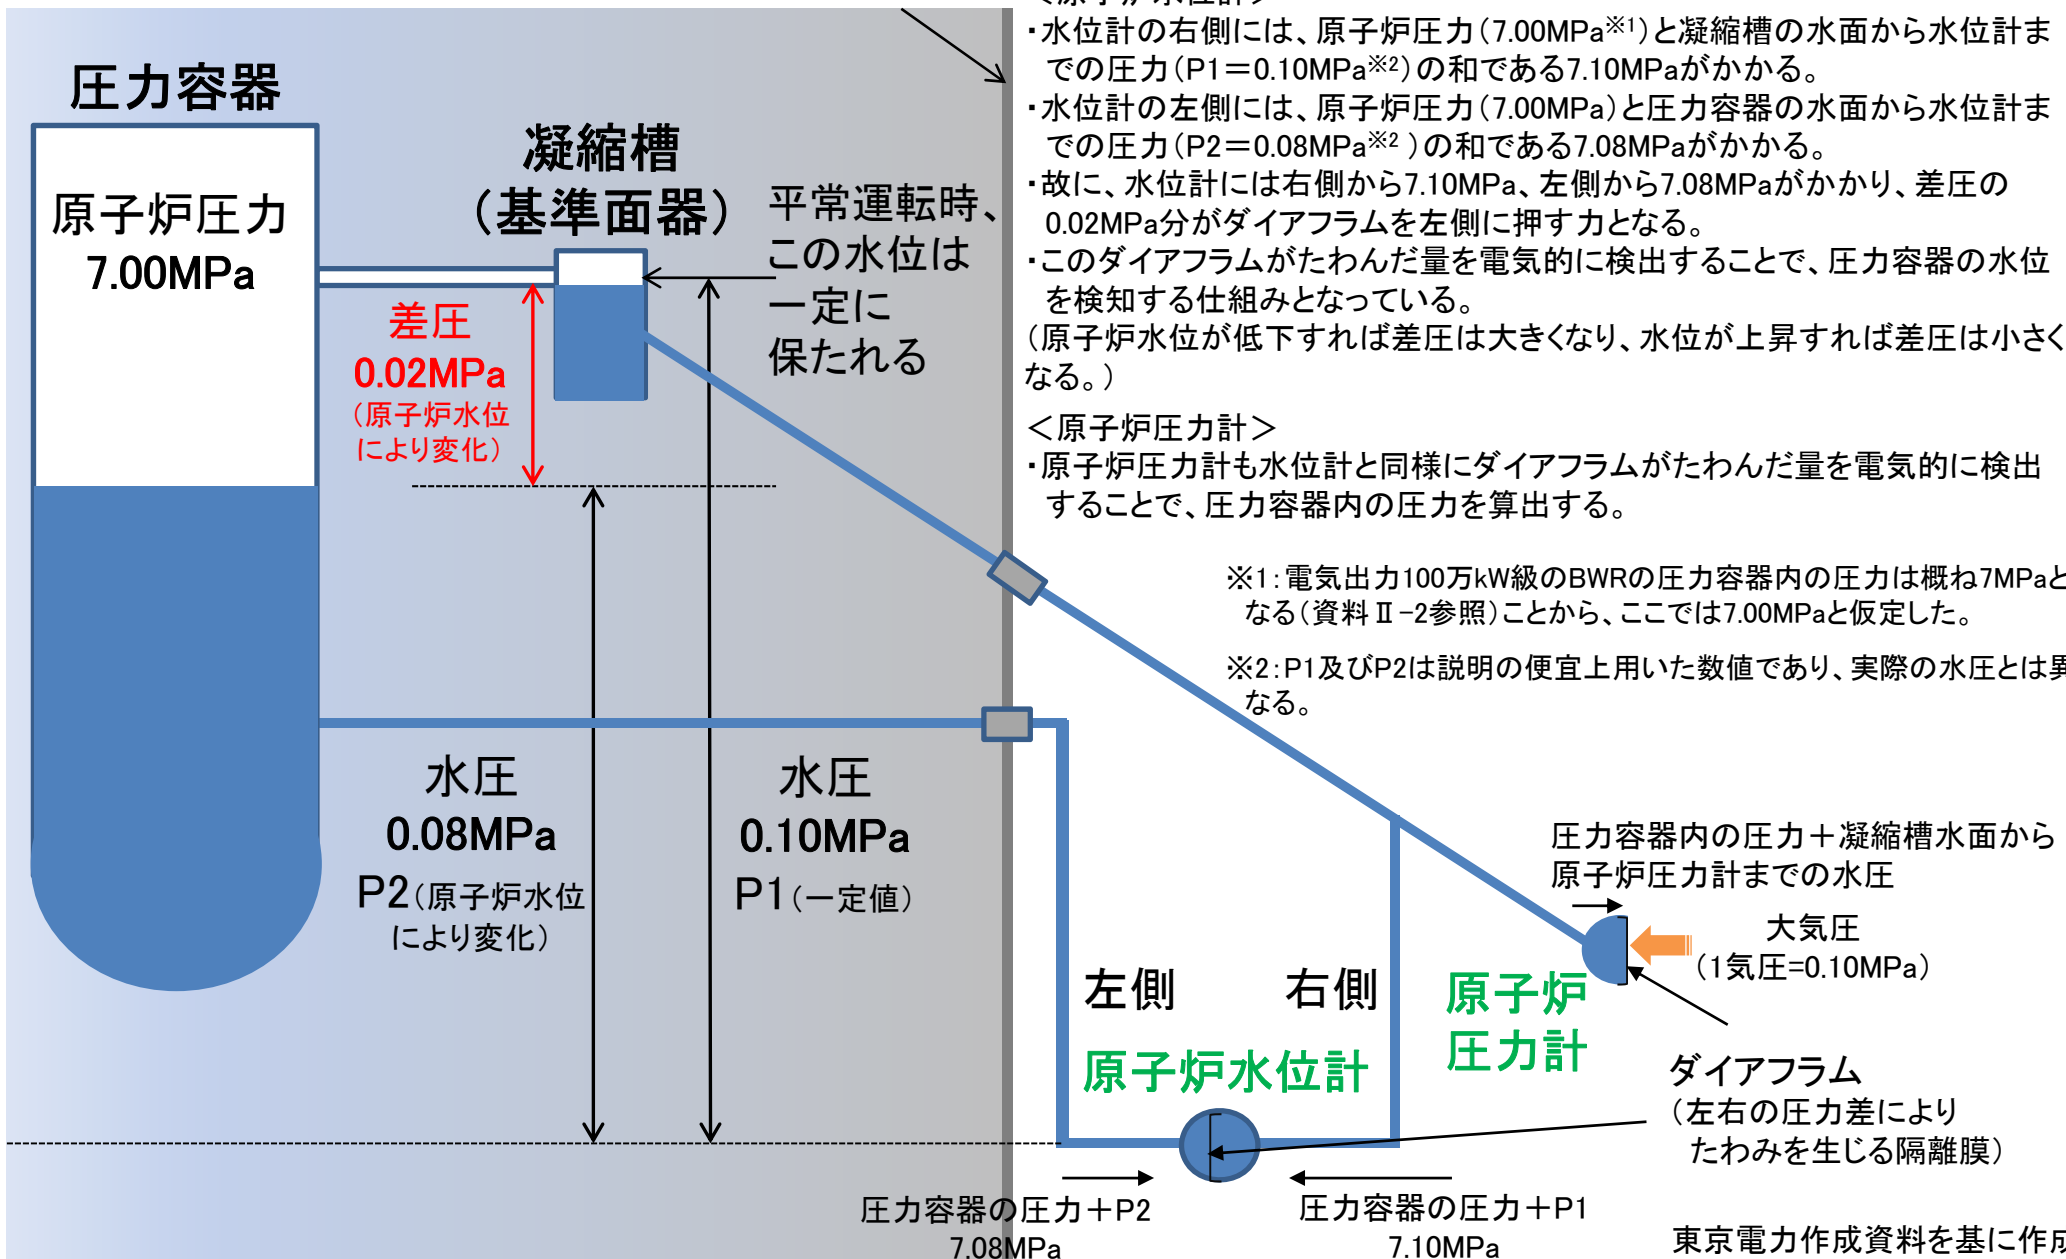 ＜原子炉水位計＞
・水位計の右側には、原子炉圧力（7.00MPa※1）と凝縮槽の水面から水位計ま
での圧力（P1＝0.10MPa※2）の和である7.10MPaがかかる。
・水位計の左側には、原子炉圧力（7.00MPa）と圧力容器の水面から水位計ま
での圧力（P2＝0.08MPa※2 ）の和である7.08MPaがかかる。
・故に、水位計には右側から7.10MPa、左側から7.08MPaがかかり、差圧の
0.02MPa分がダイアフラムを左側に押す力となる。
・このダイアフラムがたわんだ量を電気的に検出することで、圧力容器の水位
を検知する仕組みとなっている。
（原子炉水位が低下すれば差圧は大きくなり、水位が上昇すれば差圧は小さく
なる。）
＜原子炉圧力計＞
・原子炉圧力計も水位計と同様にダイアフラムがたわんだ量を電気的に検出
することで、圧力容器内の圧力を算出する。
※1：電気出力100万kW級のBWRの圧力容器内の圧力は概ね7MPaと
なる（資料Ⅱ-2参照）ことから、ここでは7.00MPaと仮定した。
※2：P1及びP2は説明の便宜上用いた数値であり、実際の水圧とは異
なる。
圧力容器
原子炉圧力
7.00MPa
凝縮槽
（基準面器）
平常運転時、
この水位は
一定に
保たれる
差圧
0.02MPa
（原子炉水位
により変化）
水圧
0.08MPa
P2（原子炉水位
により変化）
水圧
0.10MPa
P1（一定値）
圧力容器内の圧力＋凝縮槽水面から
原子炉圧力計までの水圧
大気圧
（1気圧=0.10MPa）
左側
右側
原子炉
圧力計
原子炉水位計
ダイアフラム
（左右の圧力差により
たわみを生じる隔離膜）
圧力容器の圧力＋P2
7.08MPa
圧力容器の圧力＋P1
7.10MPa
東京電力作成資料を基に作成